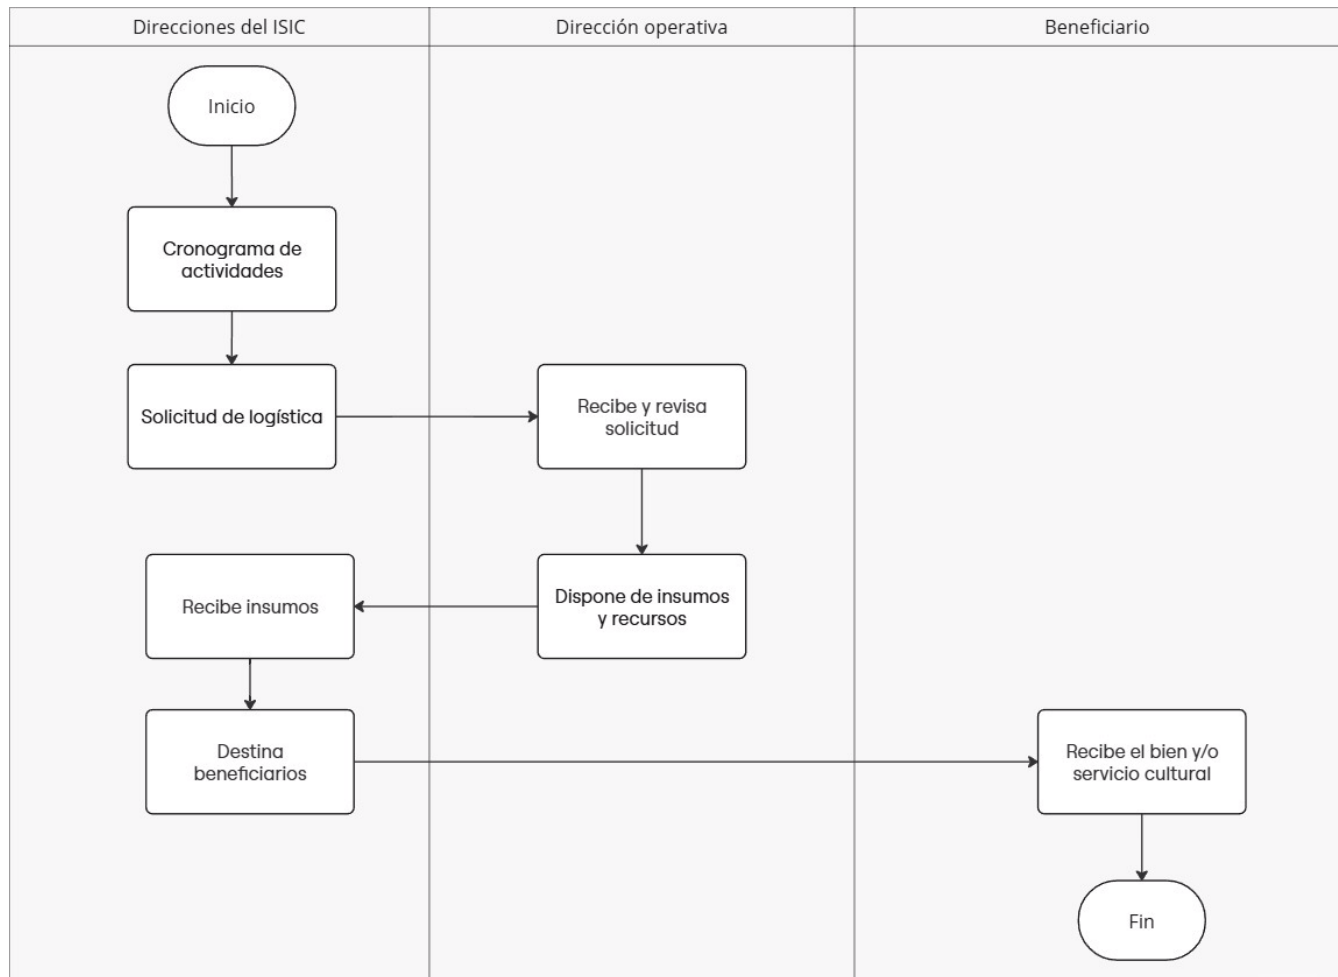 Direcciones del ISIC
Dirección operativa
Beneficiario
Inicio
Cronograma de
actividades
Solicitud de logística
Recibe y revisa
solicitud
Recibe insumos
Dispone de insumos
y recursos
Destina
beneficiarios
Recibe el bien y/o
servicio cultural
Fin